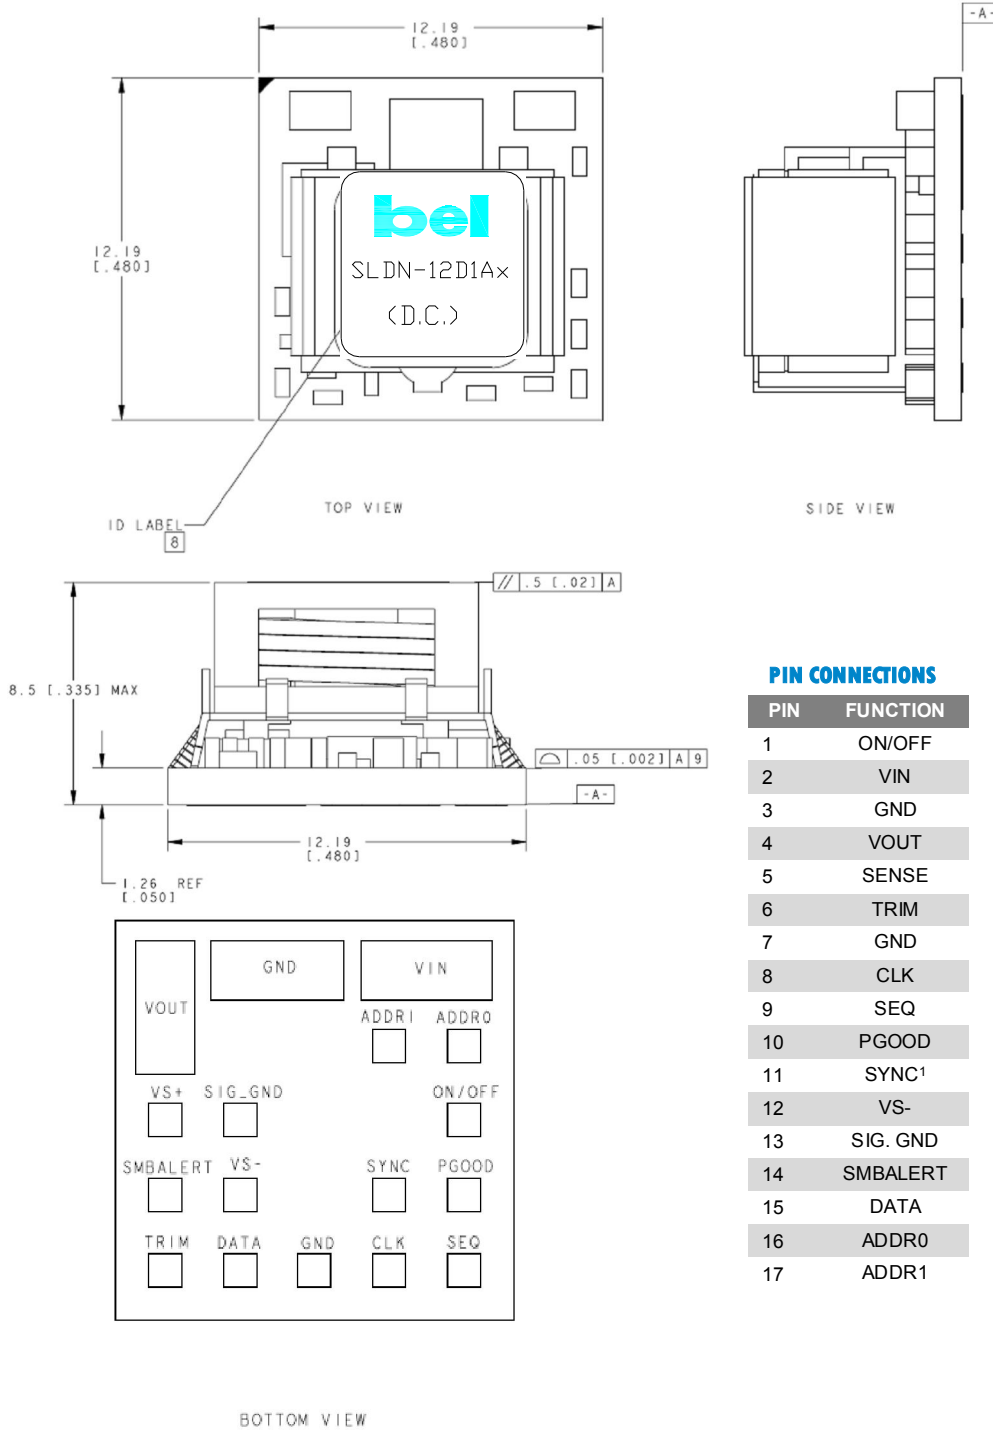 12.19
[.480]
-A-
12.19
[.480]
bel
SLDN-12D1Ax
(D.C.)
TOP VIEW
SIDE VIEW
ID LABEL
8
// .5 [.02] A
8.5 [.335] MAX
.05 [.002] A 9
-A-
12.19
[.480]
1.26 REF
[.050]
PIN CONNECTIONS
PIN FUNCTION
1 ON/OFF
2 VIN
3 GND
4 VOUT
5 SENSE
6 TRIM
7 GND
8 CLK
9 SEQ
10 PGOOD
11 SYNC¹
12 VS-
13 SIG. GND
14 SMBALERT
15 DATA
16 ADDR0
17 ADDR1
GND VIN
VOUT
ADDR1 ADDR0
VS+ SIG_GND ON/OFF
SMBALERT VS- SYNC PGOOD
TRIM DATA GND CLK SEQ
BOTTOM VIEW